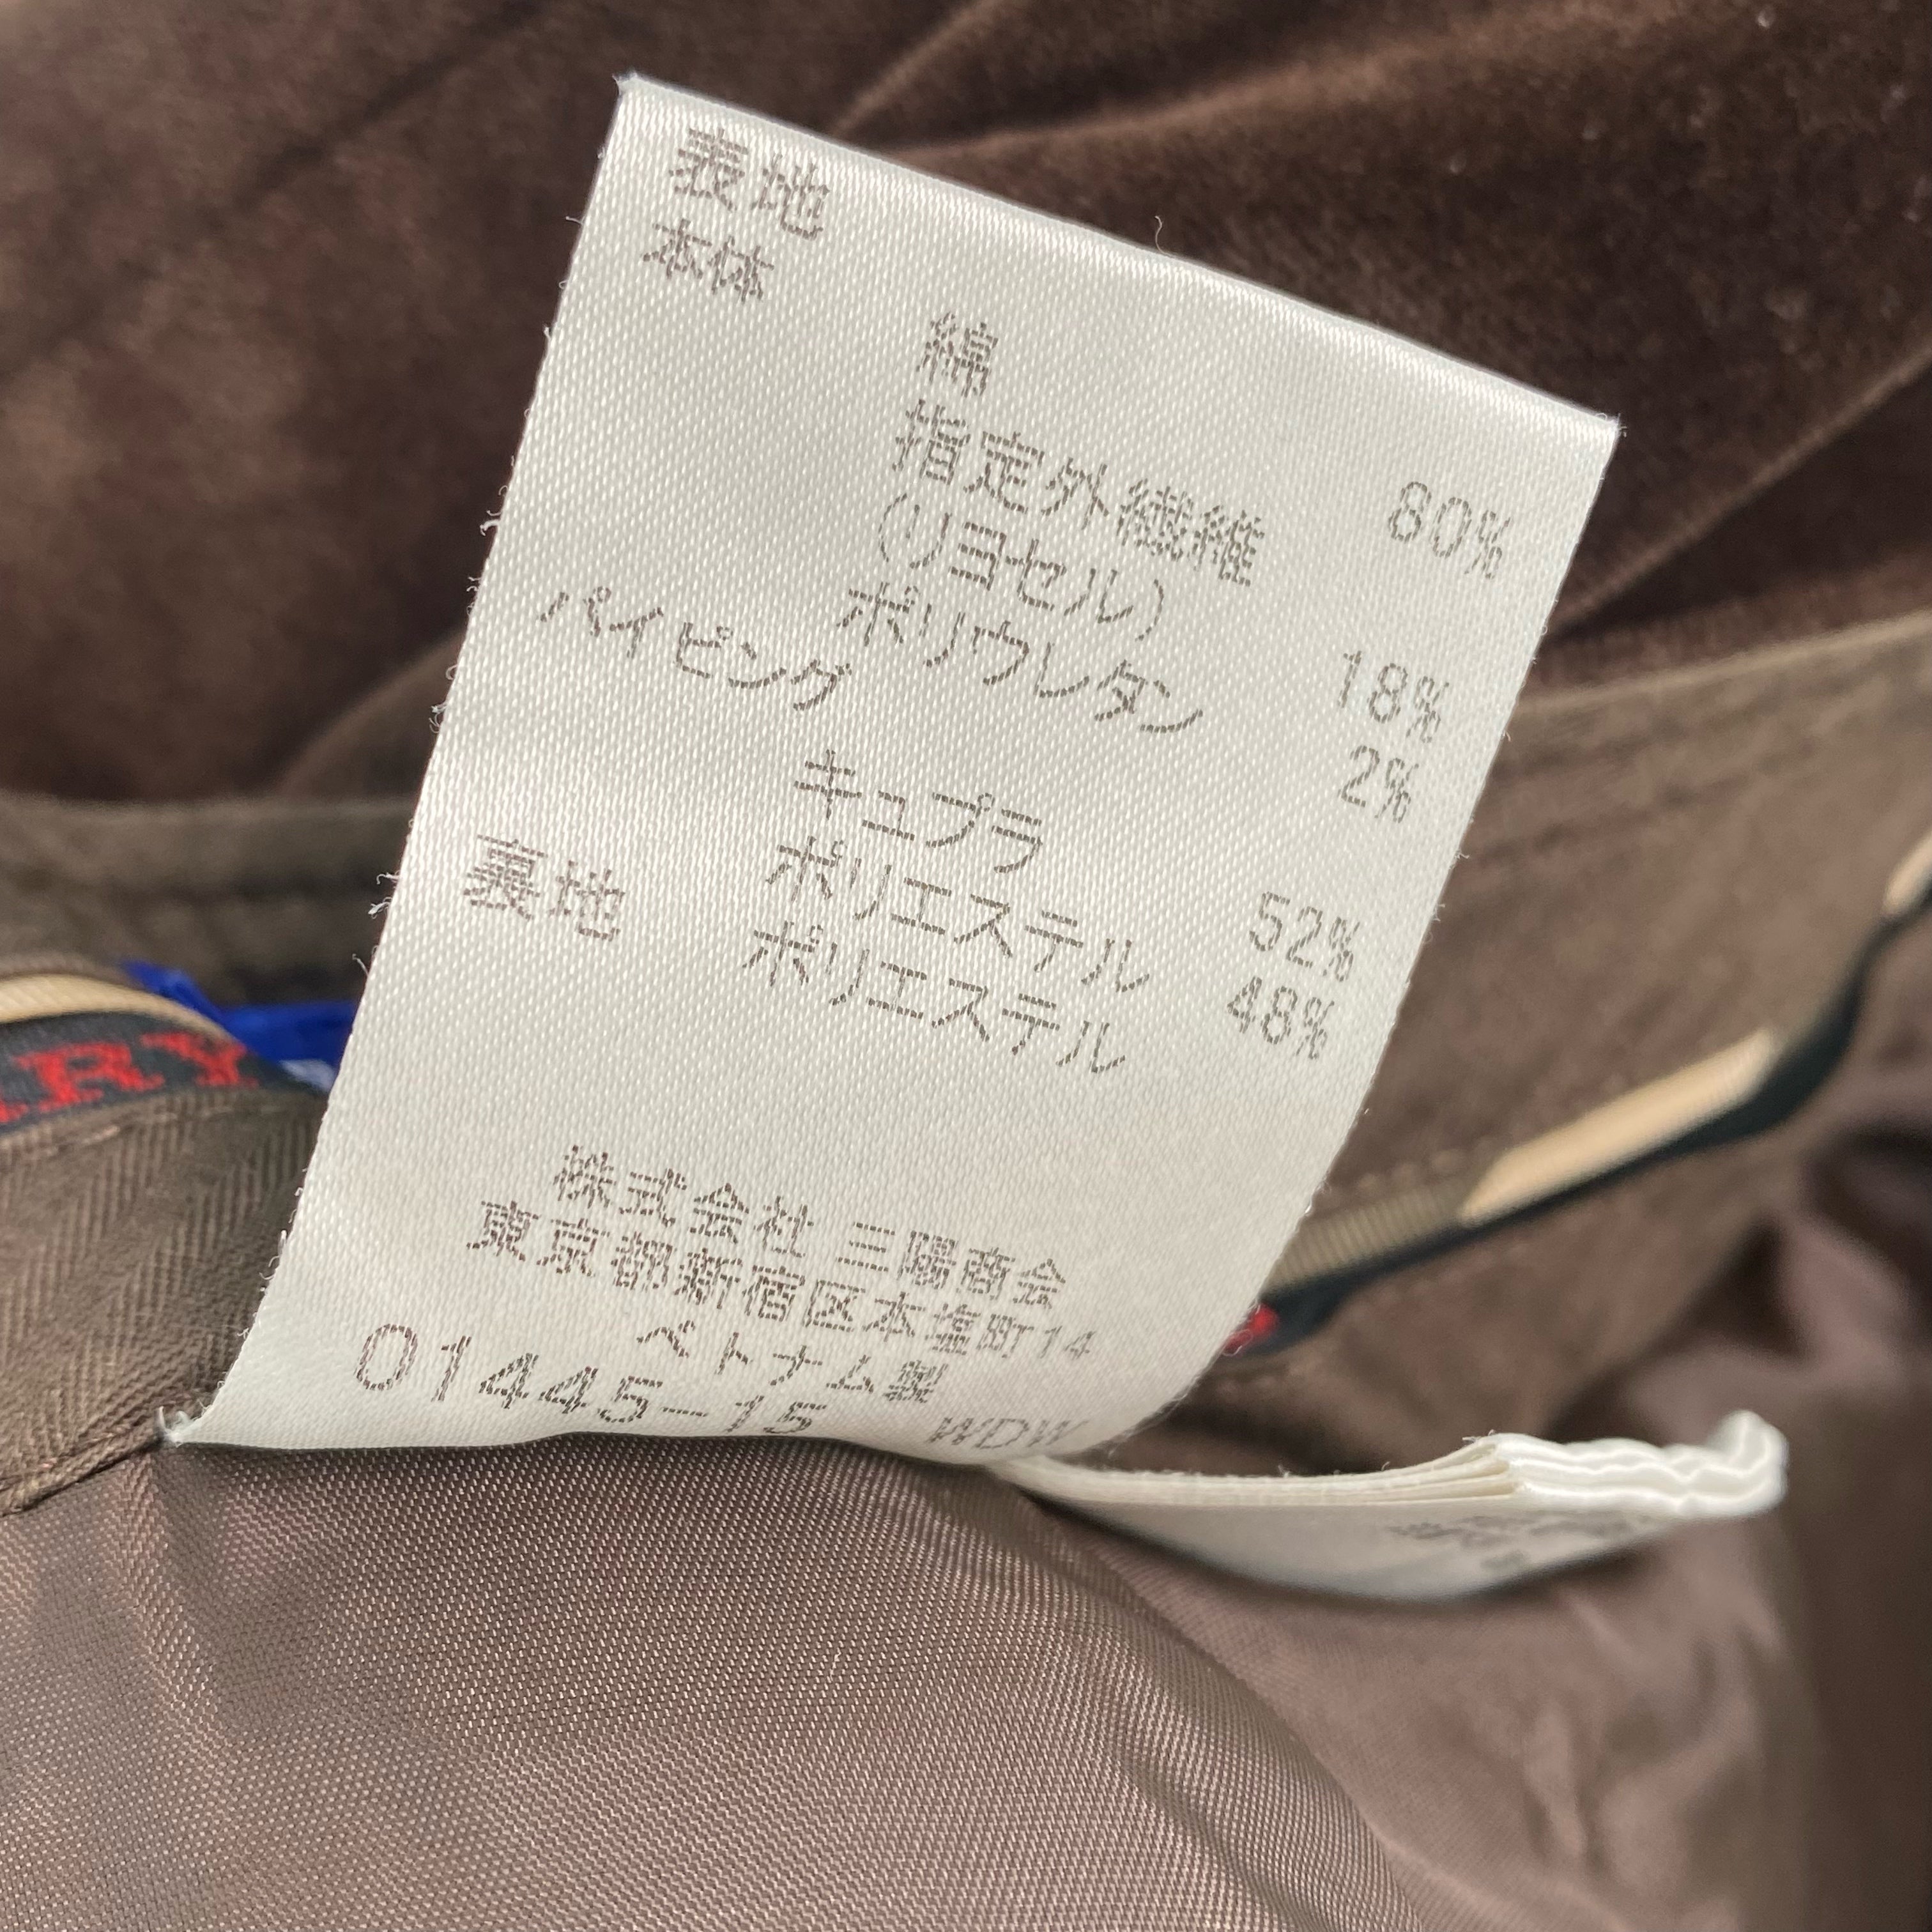 表地
本体
綿 80%
指定外繊維
(リヨセル) 18%
ポリウレタン 2%
パイピング
キュプラ 52%
ポリエステル 48%
裏地 ポリエステル
株式会社 三陽商会
東京都新宿区本塩町14
ベトナム製
01445-15 WDW